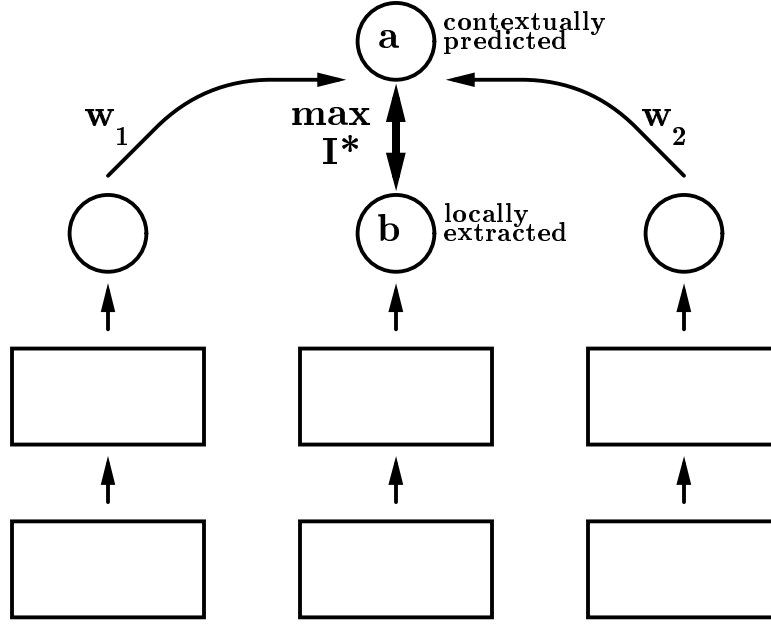 a
contextually
predicted
w1
max
I*
w2
b
locally
extracted